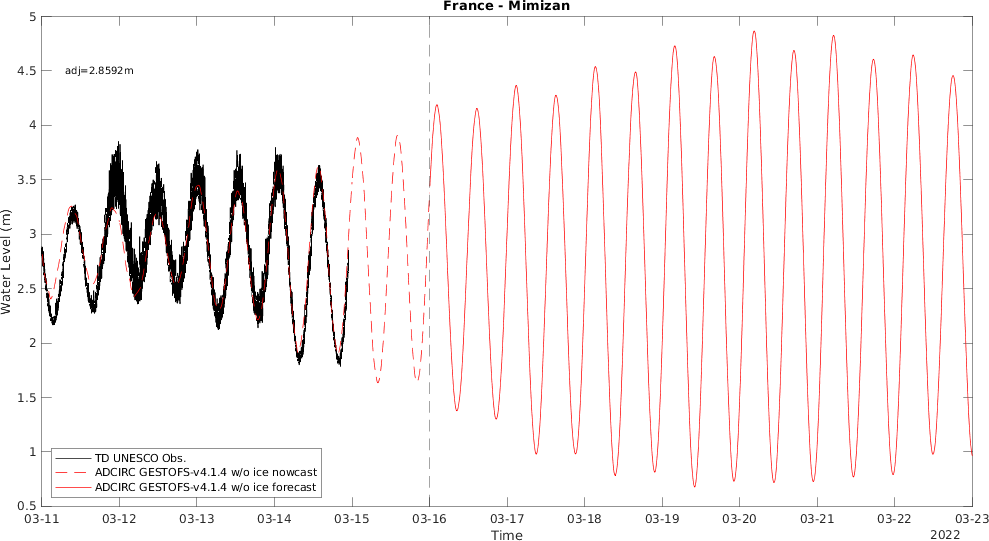 France - Mimizan
adj=2.8592m
Water Level (m)
5
4.5
4
3.5
3
2.5
2
1.5
1
0.5
TD UNESCO Obs.
ADCIRC GESTOFS-v4.1.4 w/o ice nowcast
ADCIRC GESTOFS-v4.1.4 w/o ice forecast
03-11 03-12 03-13 03-14 03-15 03-16 03-17 03-18 03-19 03-20 03-21 03-22 03-23
Time
2022